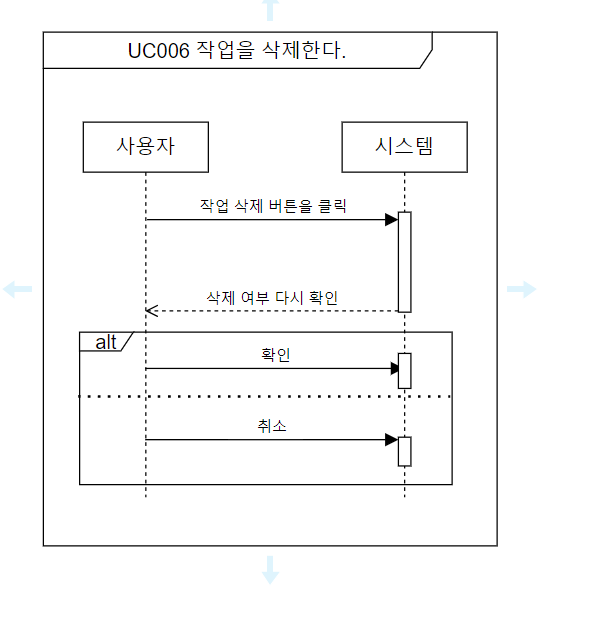 UC006 작업을 삭제한다.
사용자
시스템
작업 삭제 버튼을 클릭
삭제 여부 다시 확인
alt
확인
취소